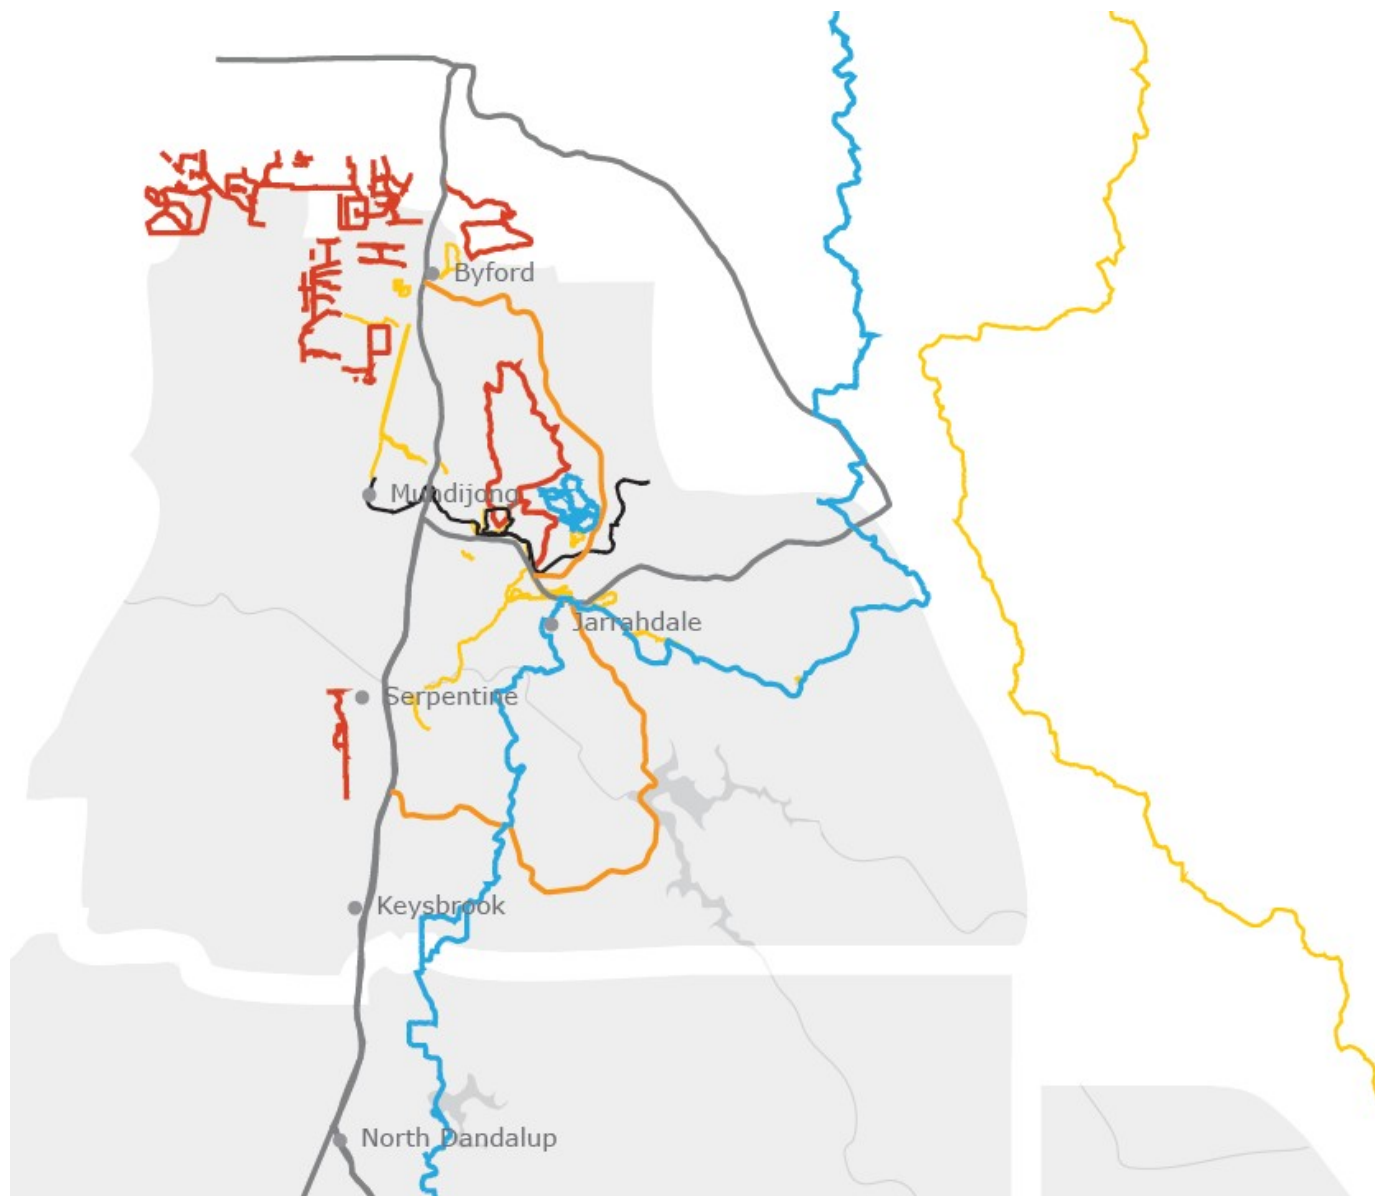 Byford
Mundijong
Jarrahdale
Serpentine
Keysbrook
North Dandalup